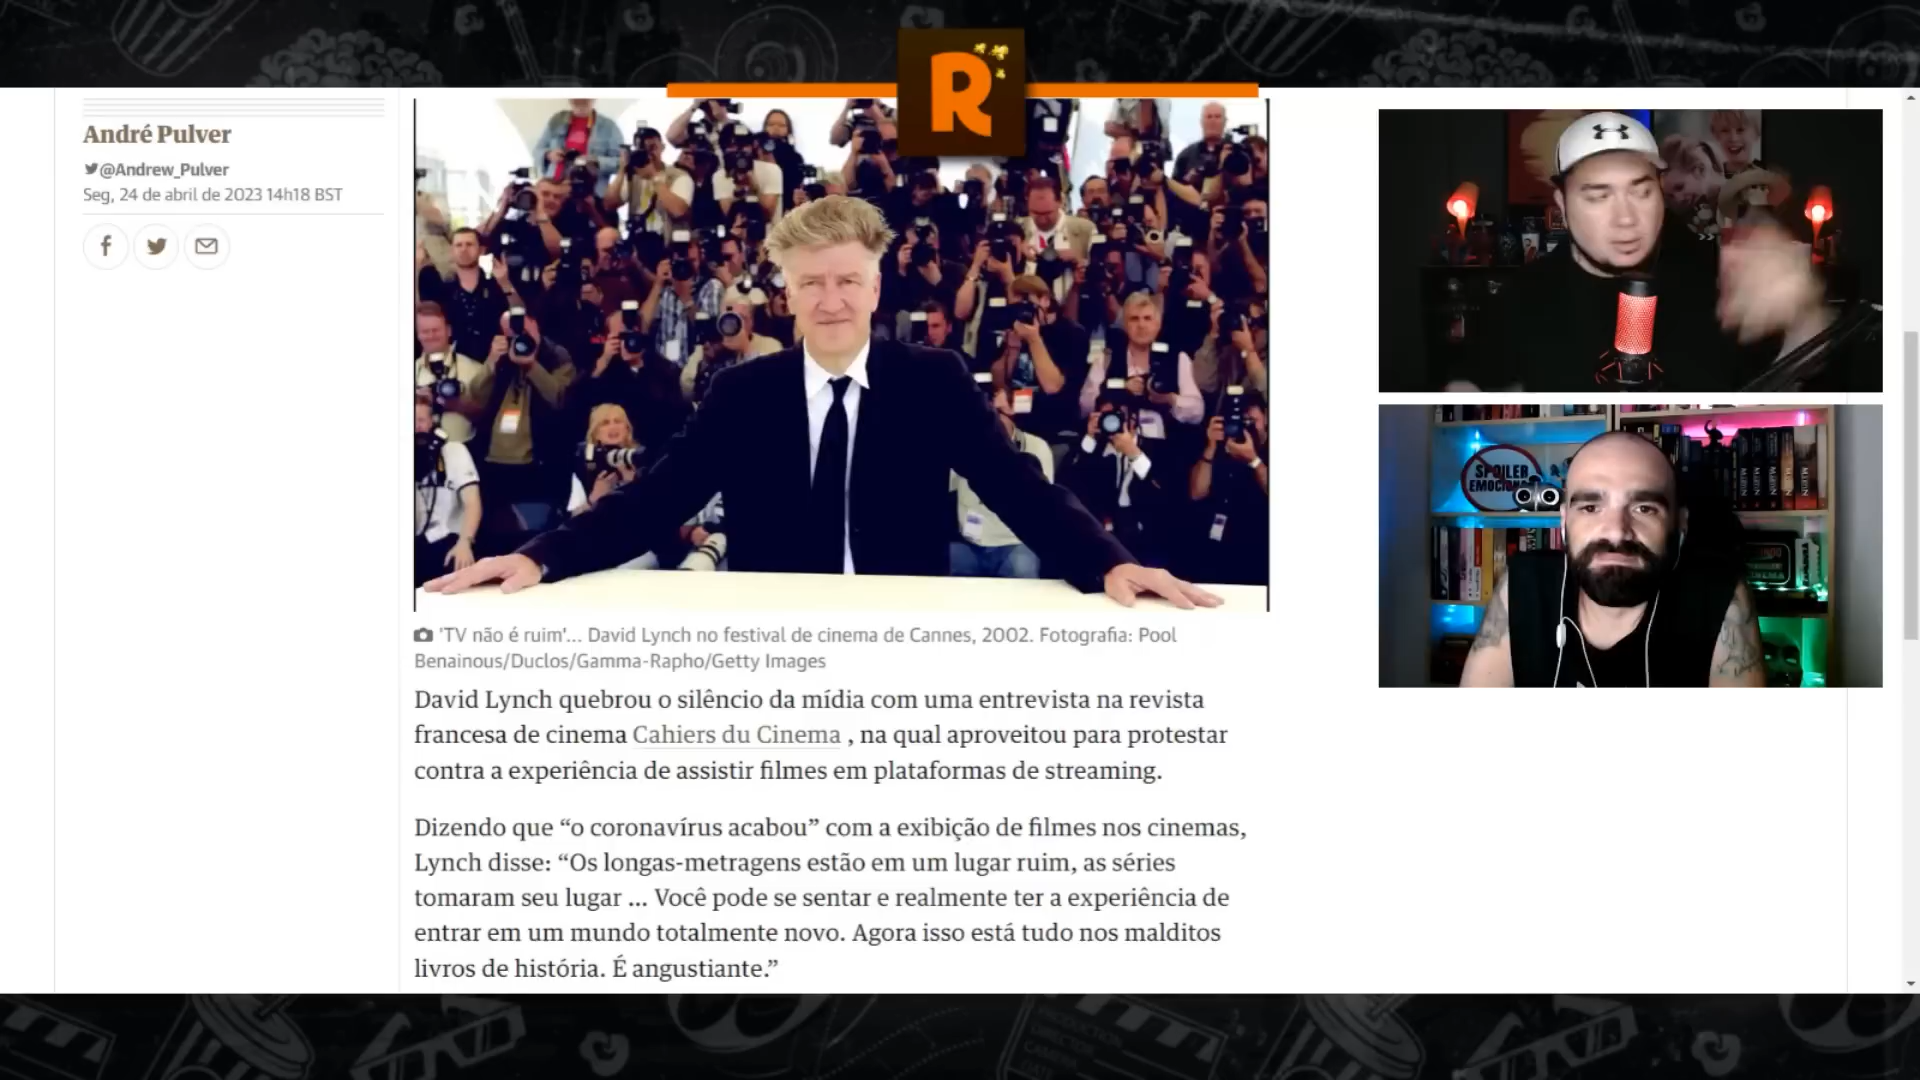 R
André Pulver
@Andrew_Pulver
Seg, 24 de abril de 2023 14h18 BST
'TV não é ruim'... David Lynch no festival de cinema de Cannes, 2002. Fotografia: Pool
Benainous/Duclos/Gamma-Rapho/Getty Images
David Lynch quebrou o silêncio da mídia com uma entrevista na revista
francesa de cinema Cahiers du Cinema , na qual aproveitou para protestar
contra a experiência de assistir filmes em plataformas de streaming.
Dizendo que “o coronavírus acabou” com a exibição de filmes nos cinemas,
Lynch disse: “Os longas-metragens estão em um lugar ruim, as séries
tomaram seu lugar ... Você pode se sentar e realmente ter a experiência de
entrar em um mundo totalmente novo. Agora isso está tudo nos malditos
livros de história. É angustiante.”
SPOILER